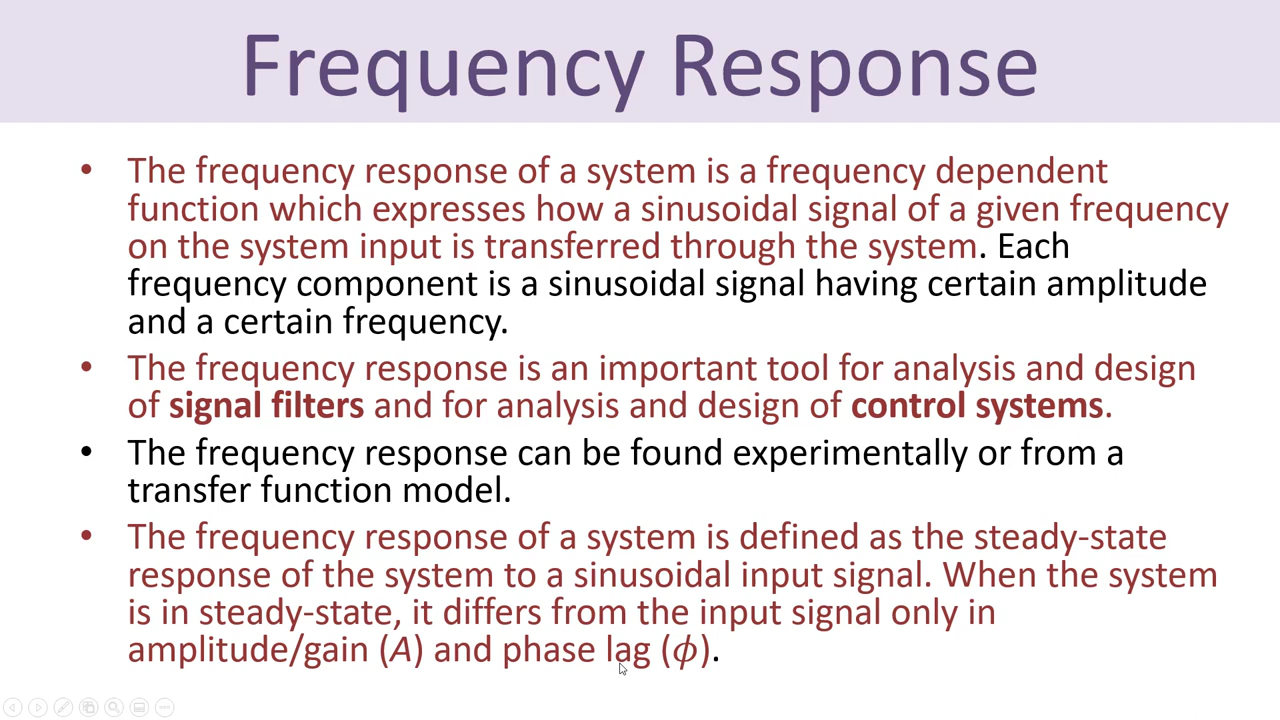 Frequency Response
• The frequency response of a system is a frequency dependent
function which expresses how a sinusoidal signal of a given frequency
on the system input is transferred through the system. Each
frequency component is a sinusoidal signal having certain amplitude
and a certain frequency.
• The frequency response is an important tool for analysis and design
of signal filters and for analysis and design of control systems.
• The frequency response can be found experimentally or from a
transfer function model.
• The frequency response of a system is defined as the steady-state
response of the system to a sinusoidal input signal. When the system
is in steady-state, it differs from the input signal only in
amplitude/gain (A) and phase lag (ϕ).